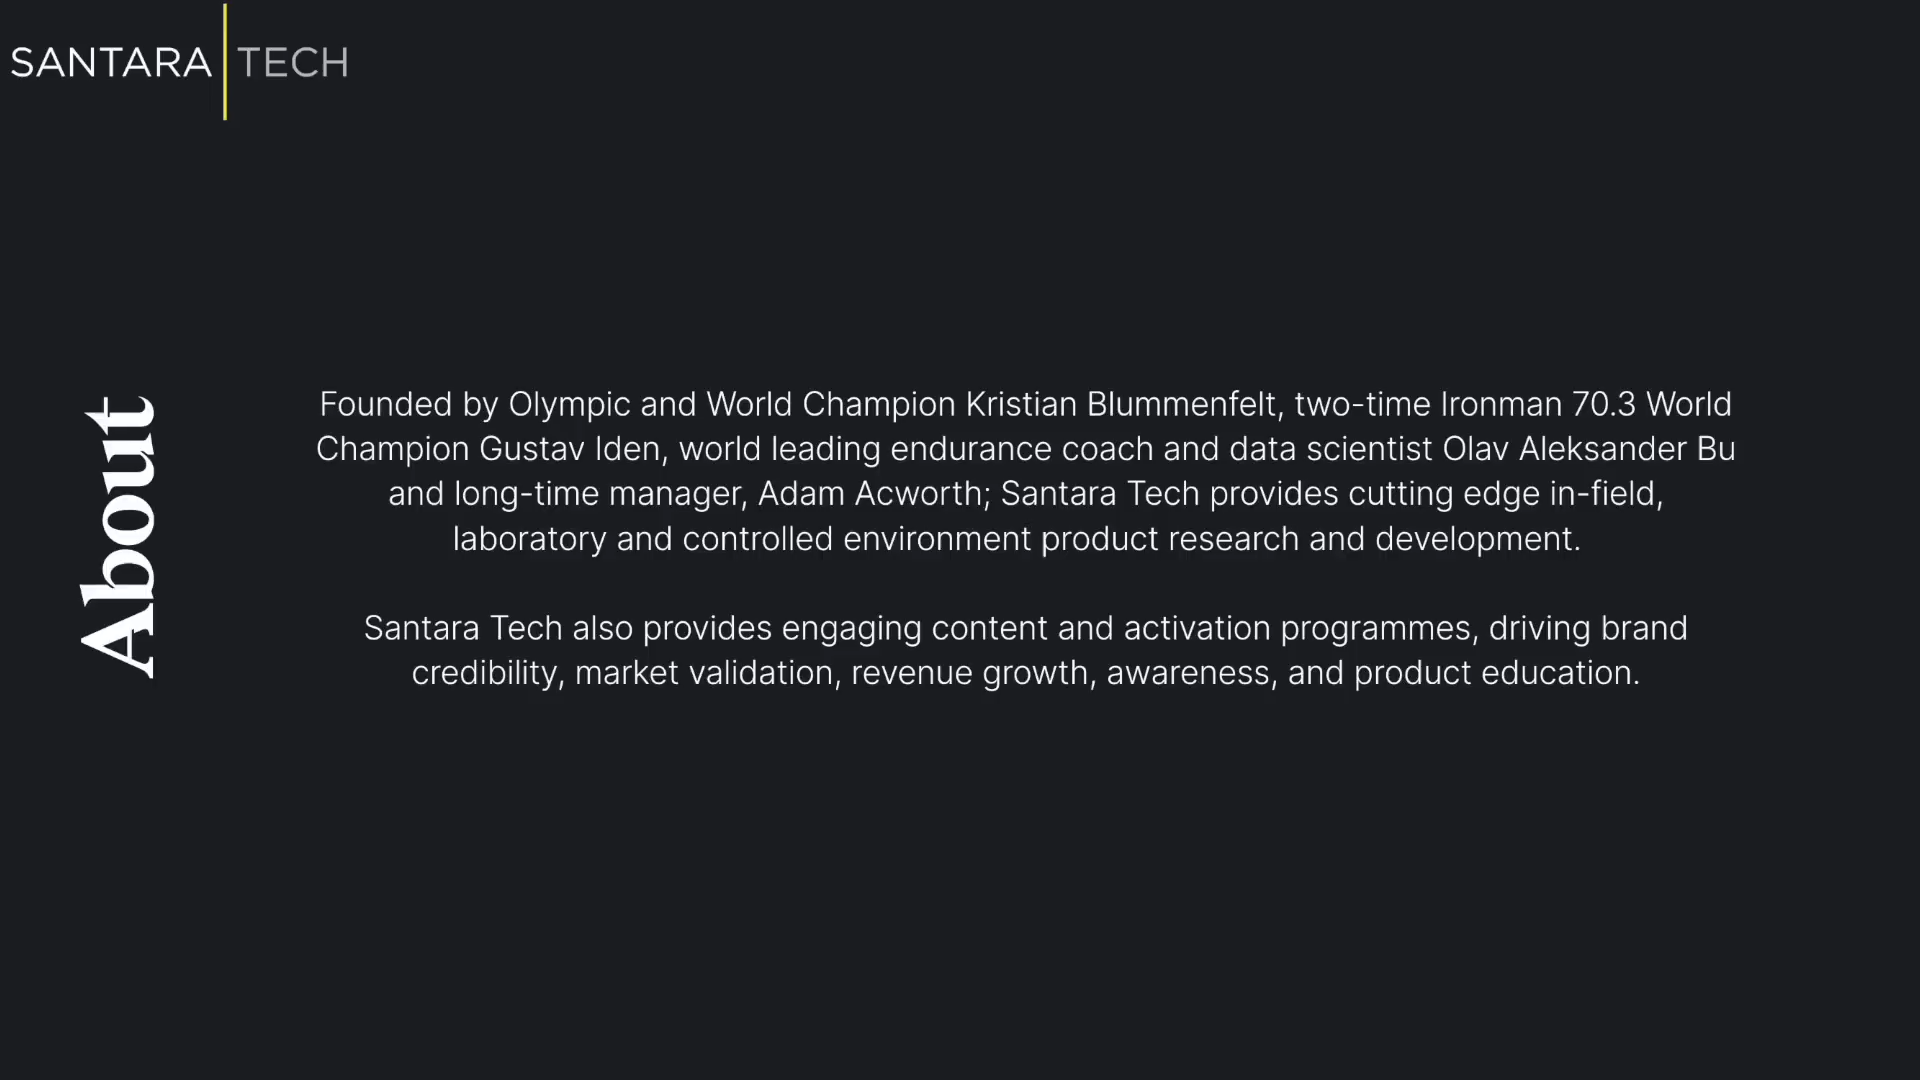 SANTARA TECH
About
Founded by Olympic and World Champion Kristian Blummenfelt, two-time Ironman 70.3 World
Champion Gustav Iden, world leading endurance coach and data scientist Olav Aleksander Bu
and long-time manager, Adam Acworth; Santara Tech provides cutting edge in-field,
laboratory and controlled environment product research and development.
Santara Tech also provides engaging content and activation programmes, driving brand
credibility, market validation, revenue growth, awareness, and product education.